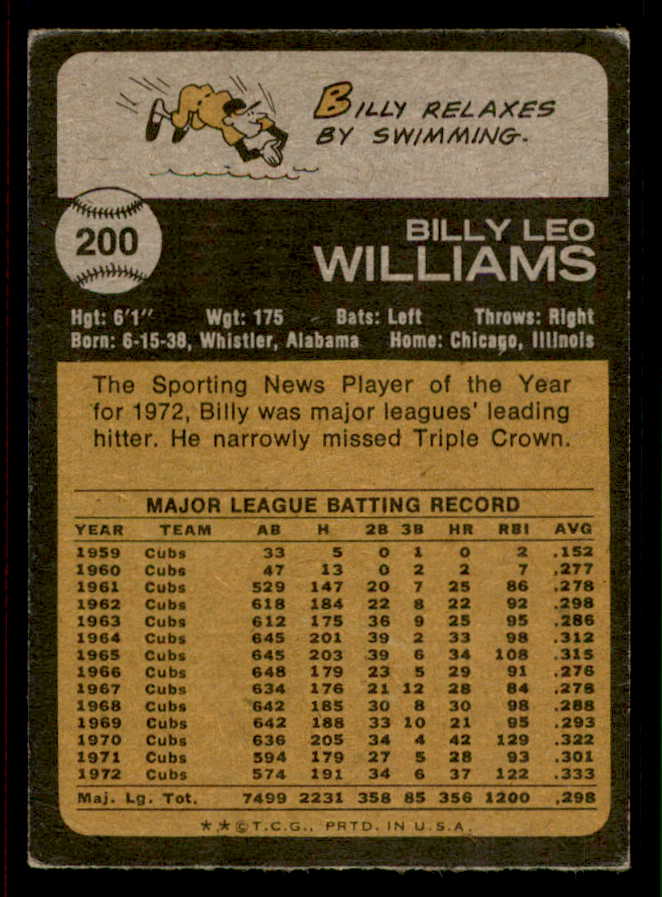 BILLY RELAXES
BY SWIMMING.
200
BILLY LEO
WILLIAMS
Hgt: 6'1" Wgt: 175 Bats: Left Throws: Right
Born: 6-15-38, Whistler, Alabama Home: Chicago, Illinois
The Sporting News Player of the Year
for 1972, Billy was major leagues' leading
hitter. He narrowly missed Triple Crown.
MAJOR LEAGUE BATTING RECORD
YEAR TEAM AB H 2B 3B HR RBI AVG
1959 Cubs 33 5 0 1 0 2 .152
1960 Cubs 47 13 0 2 2 7 .277
1961 Cubs 529 147 20 7 25 86 .278
1962 Cubs 618 184 22 8 22 92 .298
1963 Cubs 612 175 36 9 25 95 .286
1964 Cubs 645 201 39 2 33 98 .312
1965 Cubs 645 203 39 6 34 108 .315
1966 Cubs 648 179 23 5 29 91 .276
1967 Cubs 634 176 21 12 28 84 .278
1968 Cubs 642 185 30 8 30 98 .288
1969 Cubs 642 188 33 10 21 95 .293
1970 Cubs 636 205 34 4 42 129 .322
1971 Cubs 594 179 27 5 28 93 .301
1972 Cubs 574 191 34 6 37 122 .333
Maj. Lg. Tot. 7499 2231 358 85 356 1200 .298
**©T.C.G., PRTD. IN U.S.A.